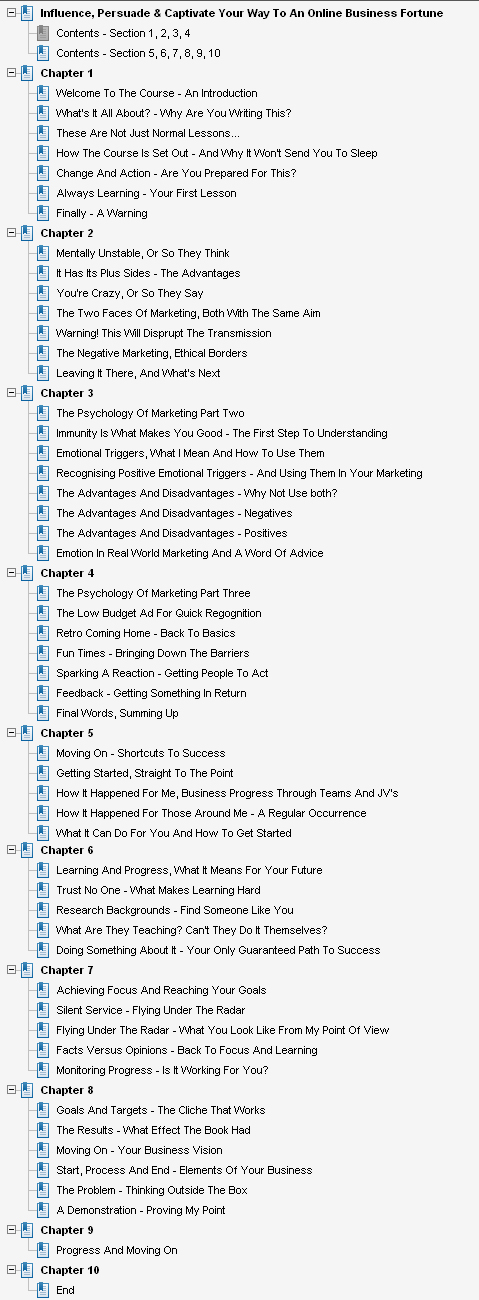 Influence, Persuade & Captivate Your Way To An Online Business Fortune
Contents - Section 1, 2, 3, 4
Contents - Section 5, 6, 7, 8, 9, 10
Chapter 1
Welcome To The Course - An Introduction
What's It All About? - Why Are You Writing This?
These Are Not Just Normal Lessons...
How The Course Is Set Out - And Why It Won't Send You To Sleep
Change And Action - Are You Prepared For This?
Always Learning - Your First Lesson
Finally - A Warning
Chapter 2
Mentally Unstable, Or So They Think
It Has Its Plus Sides - The Advantages
You're Crazy, Or So They Say
The Two Faces Of Marketing, Both With The Same Aim
Warning! This Will Disprupt The Transmission
The Negative Marketing, Ethical Borders
Leaving It There, And What's Next
Chapter 3
The Psychology Of Marketing Part Two
Immunity Is What Makes You Good - The First Step To Understanding
Emotional Triggers, What I Mean And How To Use Them
Recognising Positive Emotional Triggers - And Using Them In Your Marketing
The Advantages And Disadvantages - Why Not Use both?
The Advantages And Disadvantages - Negatives
The Advantages And Disadvantages - Positives
Emotion In Real World Marketing And A Word Of Advice
Chapter 4
The Psychology Of Marketing Part Three
The Low Budget Ad For Quick Regognition
Retro Coming Home - Back To Basics
Fun Times - Bringing Down The Barriers
Sparking A Reaction - Getting People To Act
Feedback - Getting Something In Return
Final Words, Summing Up
Chapter 5
Moving On - Shortcuts To Success
Getting Started, Straight To The Point
How It Happened For Me, Business Progress Through Teams And JV's
How It Happened For Those Around Me - A Regular Occurrence
What It Can Do For You And How To Get Started
Chapter 6
Learning And Progress, What It Means For Your Future
Trust No One - What Makes Learning Hard
Research Backgrounds - Find Someone Like You
What Are They Teaching? Can't They Do It Themselves?
Doing Something About It - Your Only Guaranteed Path To Success
Chapter 7
Achieving Focus And Reaching Your Goals
Silent Service - Flying Under The Radar
Flying Under The Radar - What You Look Like From My Point Of View
Facts Versus Opinions - Back To Focus And Learning
Monitoring Progress - Is It Working For You?
Chapter 8
Goals And Targets - The Cliche That Works
The Results - What Effect The Book Had
Moving On - Your Business Vision
Start, Process And End - Elements Of Your Business
The Problem - Thinking Outside The Box
A Demonstration - Proving My Point
Chapter 9
Progress And Moving On
Chapter 10
End